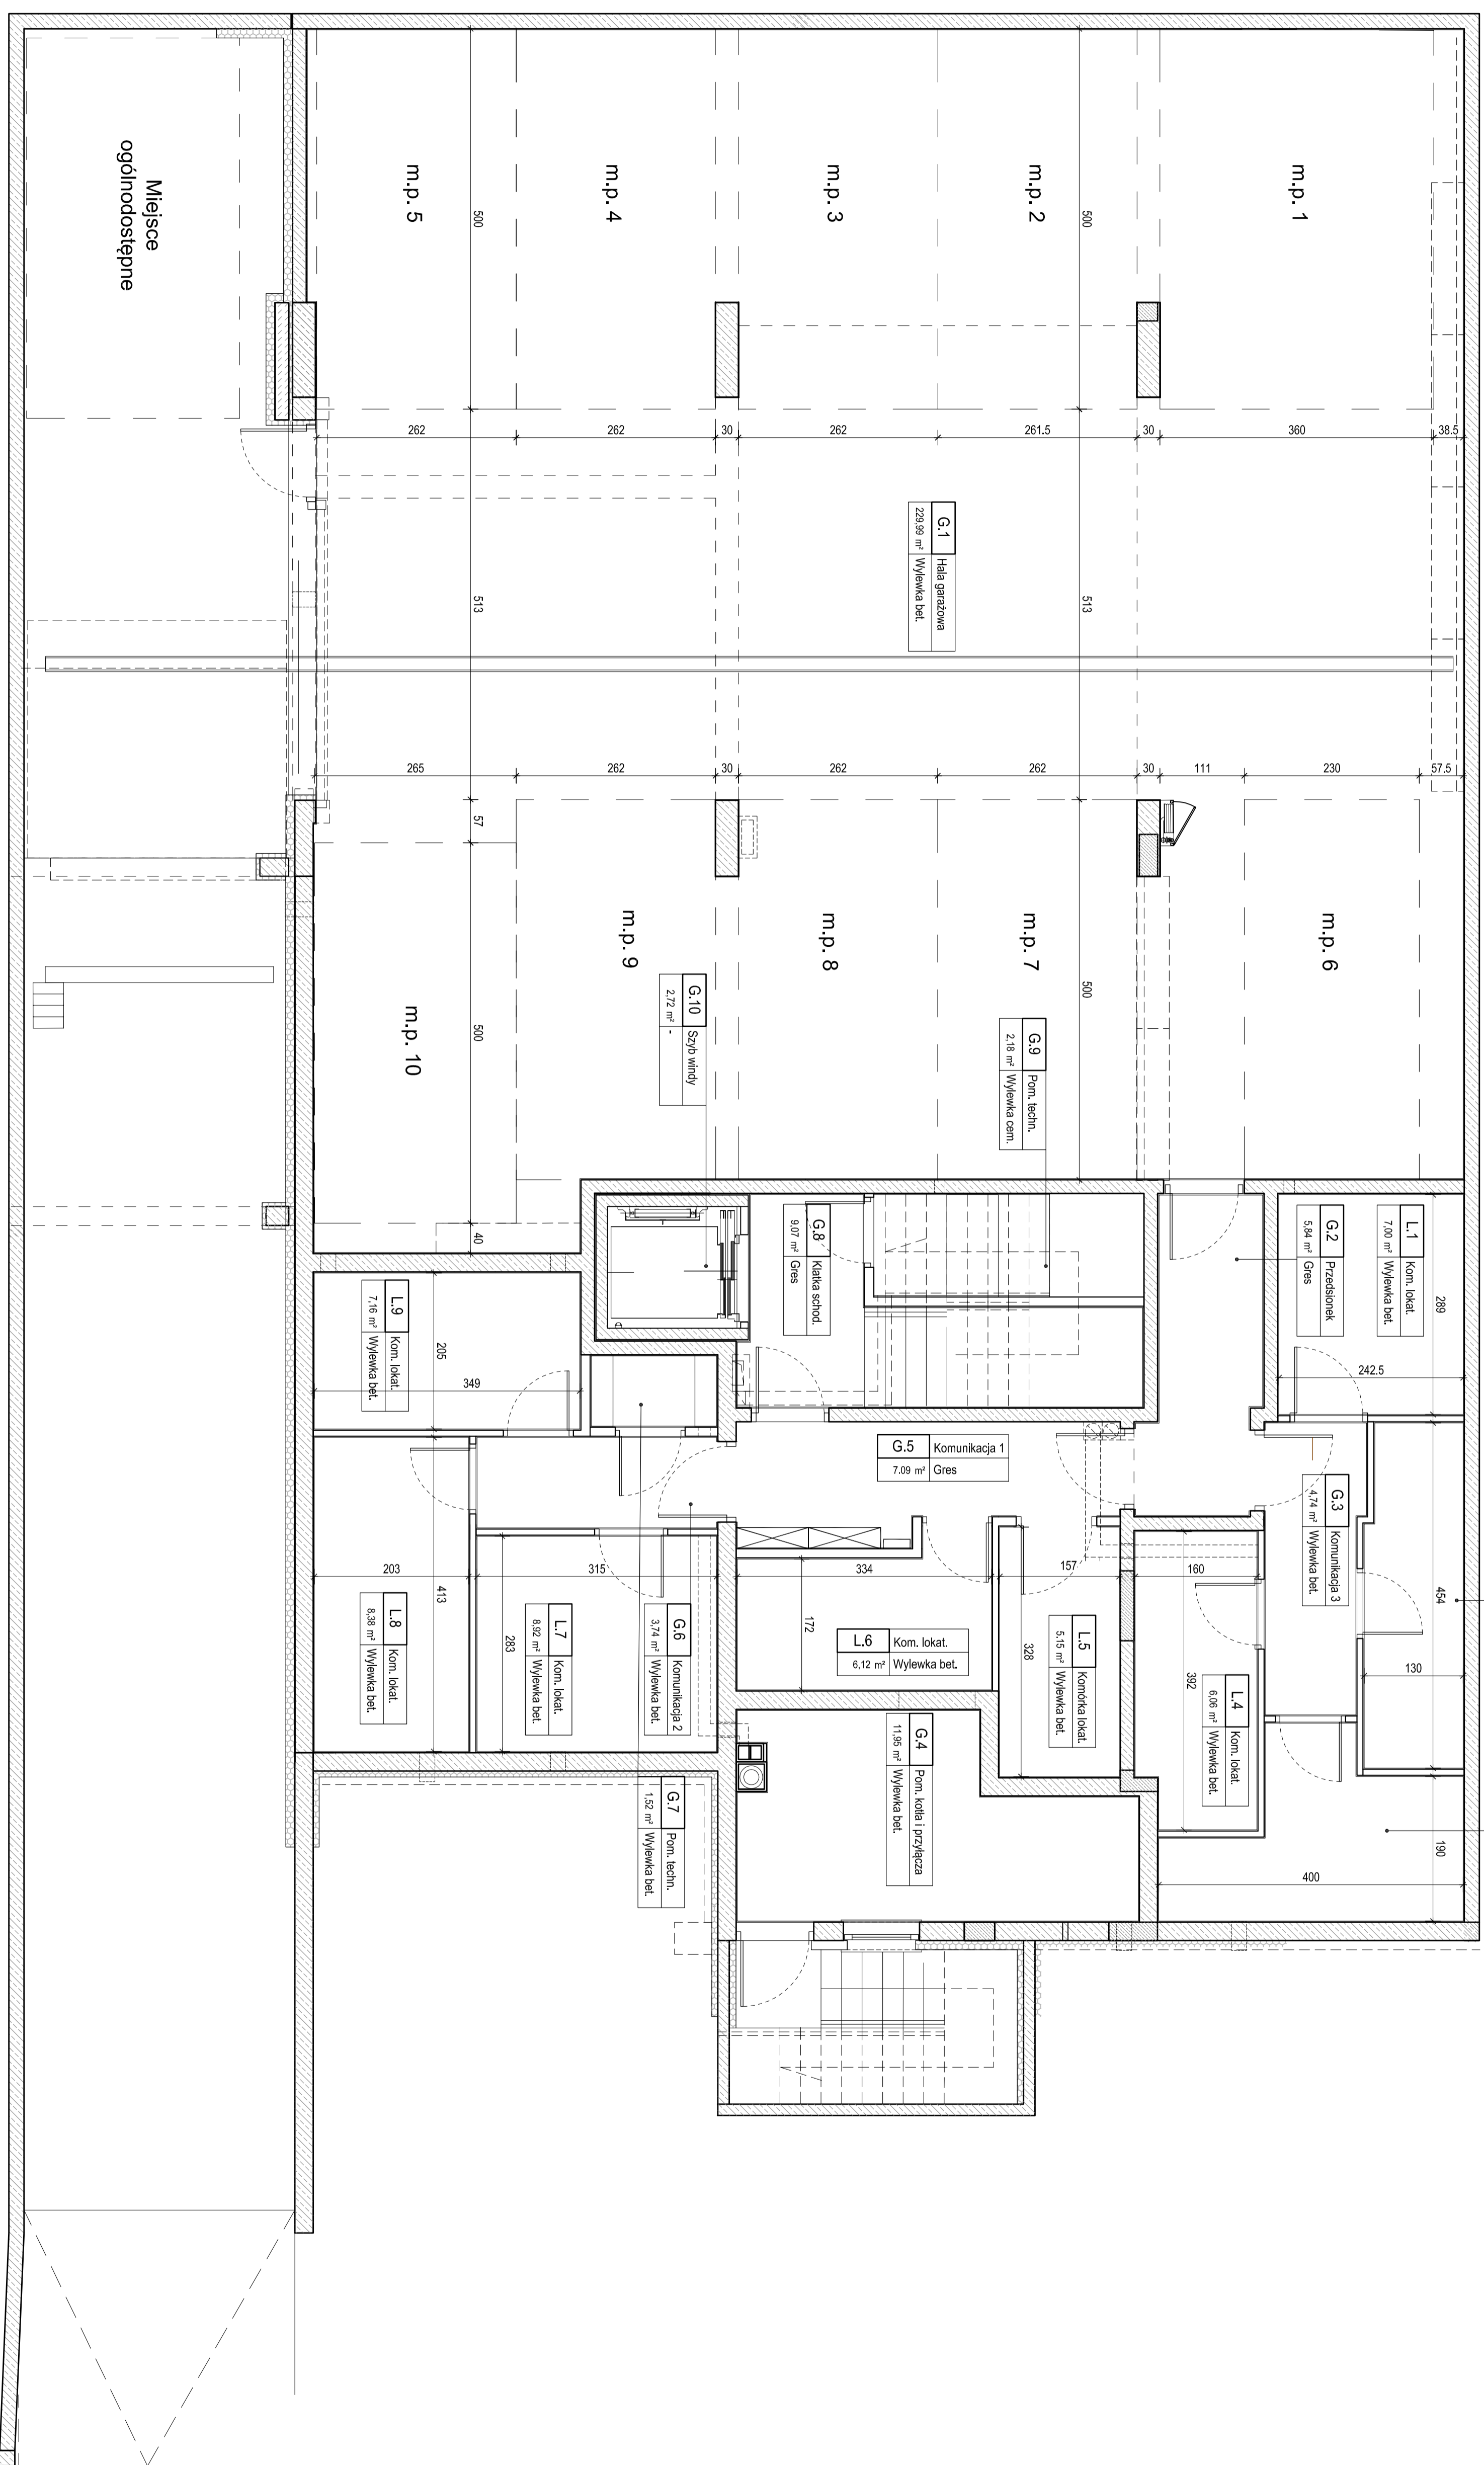 m.p. 1
m.p. 2
m.p. 3
m.p. 4
m.p. 5
Miejsce
ogólnodostępne
500
500
38.5
360
30
261.5
262
30
262
262
G.1 Hala garażowa
229,99 m² Wylewka bet.
513
513
57.5
230
111
30
262
262
30
262
265
57
m.p. 6
m.p. 7
m.p. 8
m.p. 9
m.p. 10
500
500
40
G.9 Pom. techn.
2,18 m² Wylewka cem.
G.10 Szyb windy
2,72 m² -
L.1 Kom. lokat.
7,00 m² Wylewka bet.
G.2 Przedsionek
5,84 m² Gres
289
242.5
G.8 Klatka schod.
9,07 m² Gres
L.9 Kom. lokat.
7,16 m² Wylewka bet.
205
349
G.5 Komunikacja 1
7.09 m² Gres
G.3 Komunikacja 3
4,74 m² Wylewka bet.
454
130
160
157
334
315
203
413
172
328
392
283
L.5 Komórka lokat.
5.15 m² Wylewka bet.
L.6 Kom. lokat.
6,12 m² Wylewka bet.
G.6 Komunikacja 2
3,74 m² Wylewka bet.
L.7 Kom. lokat.
8,92 m² Wylewka bet.
L.8 Kom. lokat.
8,38 m² Wylewka bet.
L.4 Kom. lokat.
6,06 m² Wylewka bet.
G.4 Pom. kotła i przyłącza
11,95 m² Wylewka bet.
G.7 Pom. techn.
1,52 m² Wylewka bet.
190
400